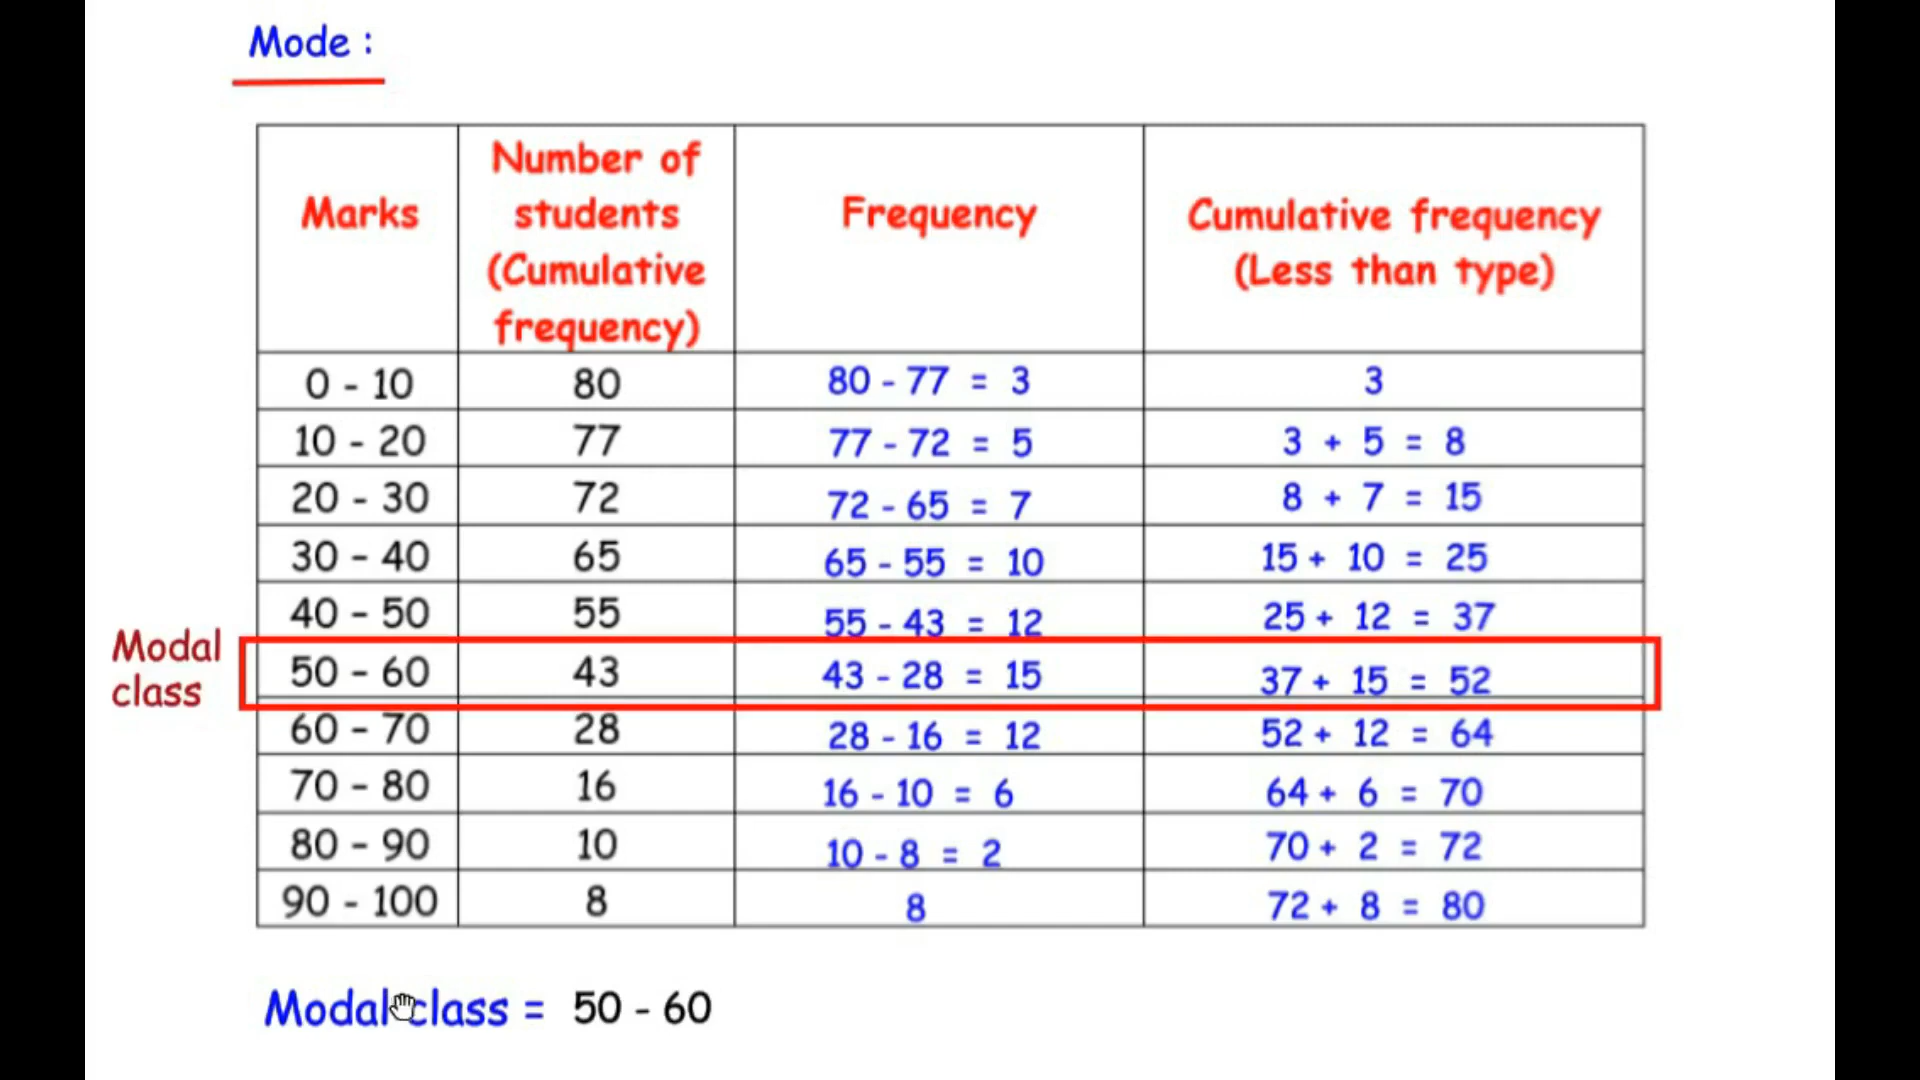 Mode :
Marks
Number of
students
(Cumulative
frequency)
Frequency
Cumulative frequency
(Less than type)
0 - 10 80 80 - 77 = 3 3
10 - 20 77 77 - 72 = 5 3 + 5 = 8
20 - 30 72 72 - 65 = 7 8 + 7 = 15
30 - 40 65 65 - 55 = 10 15 + 10 = 25
40 - 50 55 55 - 43 = 12 25 + 12 = 37
Modal
class
50 - 60 43 43 - 28 = 15 37 + 15 = 52
60 - 70 28 28 - 16 = 12 52 + 12 = 64
70 - 80 16 16 - 10 = 6 64 + 6 = 70
80 - 90 10 10 - 8 = 2 70 + 2 = 72
90 - 100 8 8 72 + 8 = 80
Modal class = 50 - 60